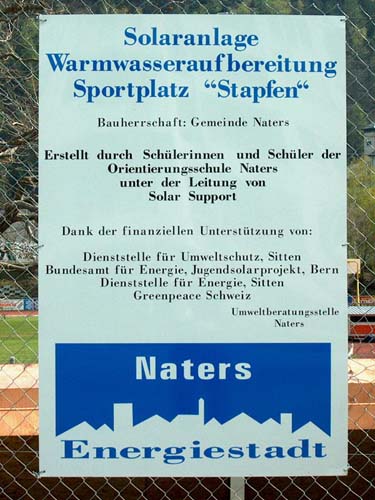 Solaranlage
Warmwasseraufbereitung
Sportplatz “Stapfen“
Bauherrschaft: Gemeinde Naters
Erstellt durch Schülerinnen und Schüler der
Orientierungsschule Naters
unter der Leitung von
Solar Support
Dank der finanziellen Unterstützung von:
Dienststelle für Umweltschutz, Sitten
Bundesamt für Energie, Jugendsolarprojekt, Bern
Dienststelle für Energie, Sitten
Greenpeace Schweiz
Umweltberatungsstelle
Naters
Naters
Energiestadt